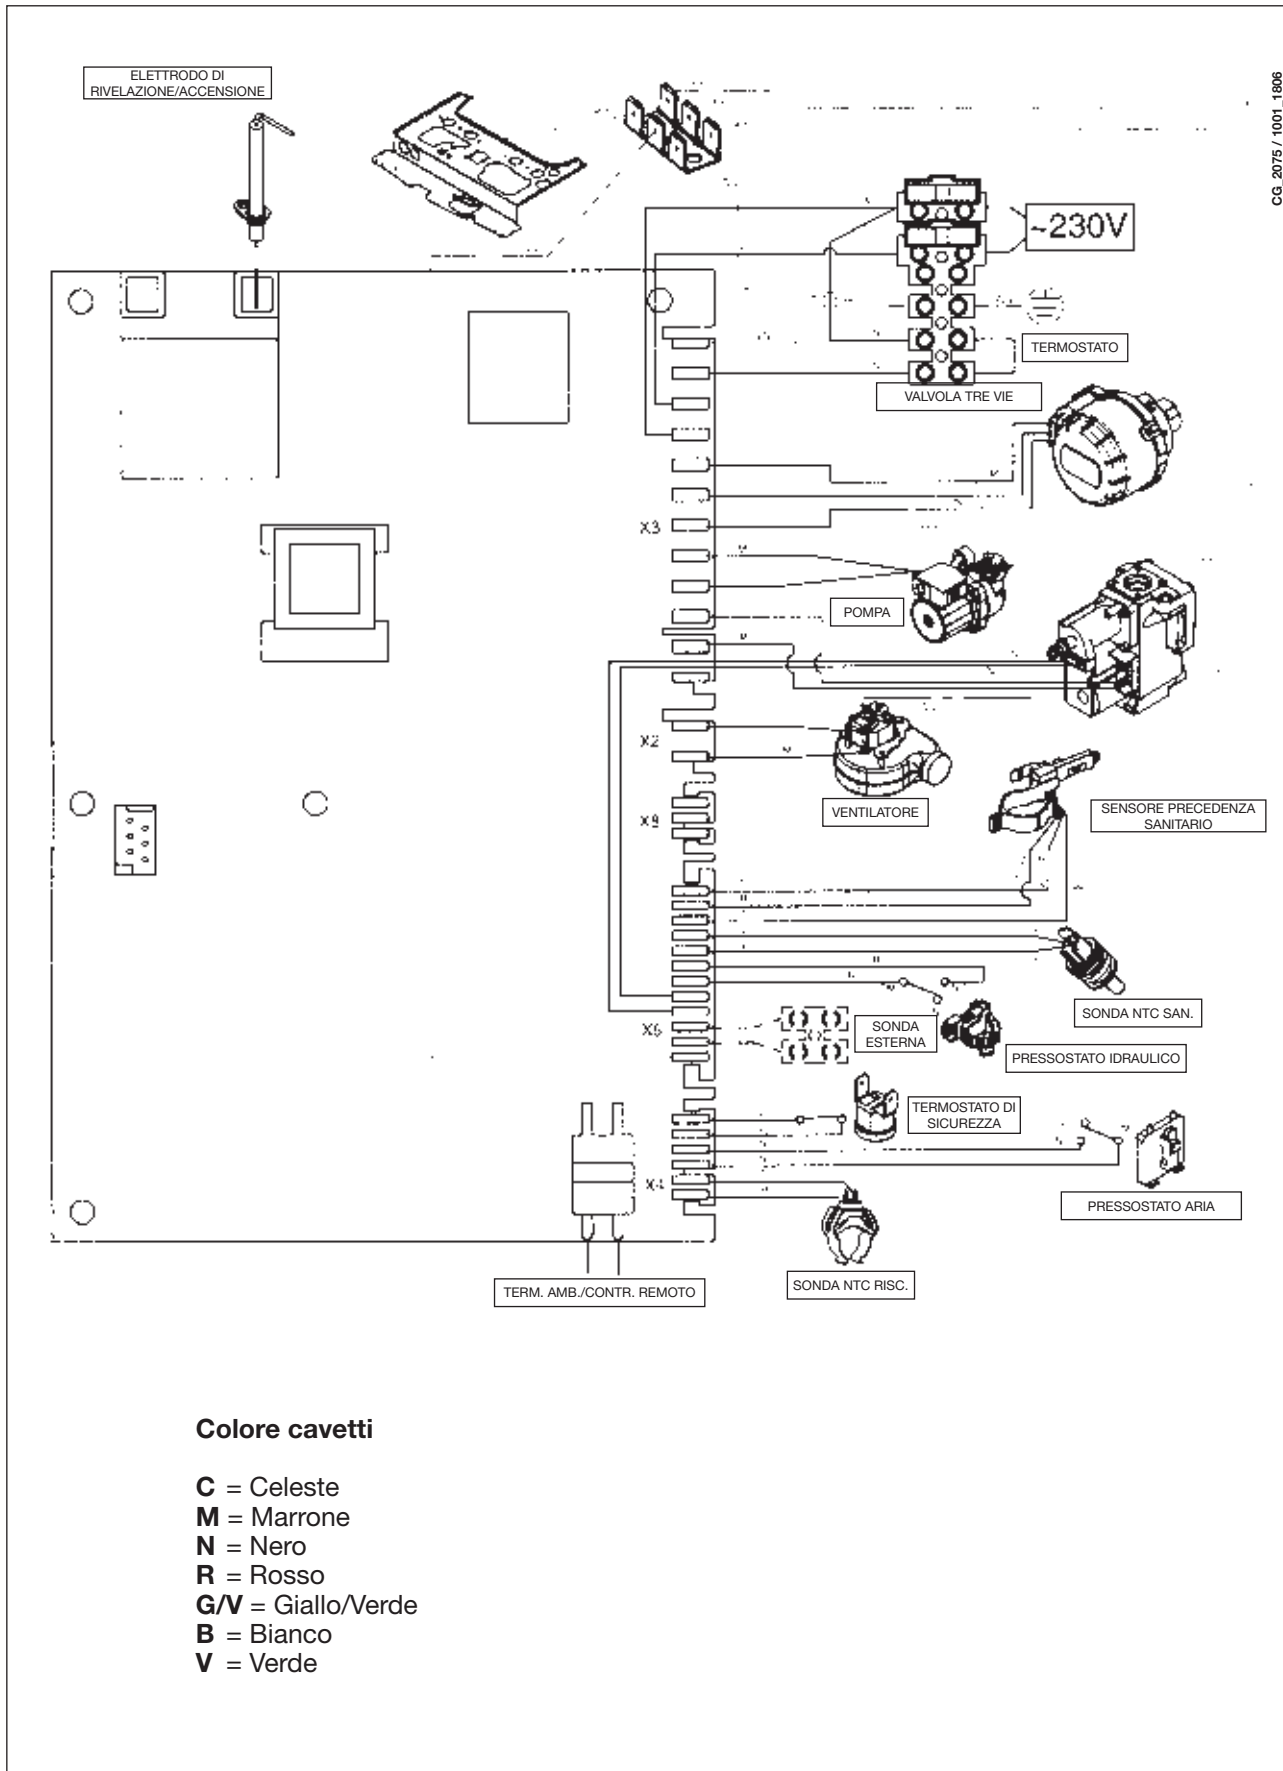 ELETTRODO DI
RIVELAZIONE/ACCENSIONE
CG_2075 / 1001_1806
~230V
TERMOSTATO
VALVOLA TRE VIE
X3
POMPA
X2
VENTILATORE
SENSORE PRECEDENZA
SANITARIO
X8
SONDA NTC SAN.
SONDA
ESTERNA
PRESSOSTATO IDRAULICO
TERMOSTATO DI
SICUREZZA
X4
PRESSOSTATO ARIA
SONDA NTC RISC.
TERM. AMB./CONTR. REMOTO
Colore cavetti
C = Celeste
M = Marrone
N = Nero
R = Rosso
G/V = Giallo/Verde
B = Bianco
V = Verde